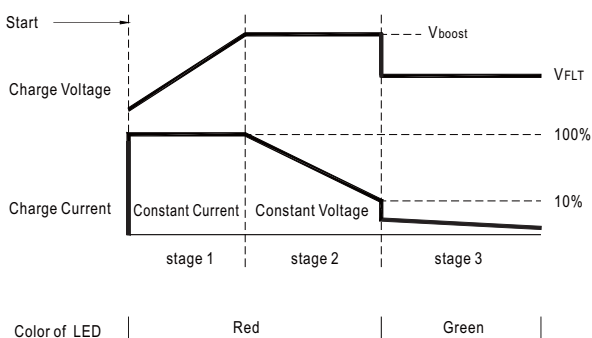 Start
Vboost
VFLT
Charge Voltage
100%
10%
Charge Current
Constant Current
Constant Voltage
stage 1
stage 2
stage 3
Color of LED
Red
Green